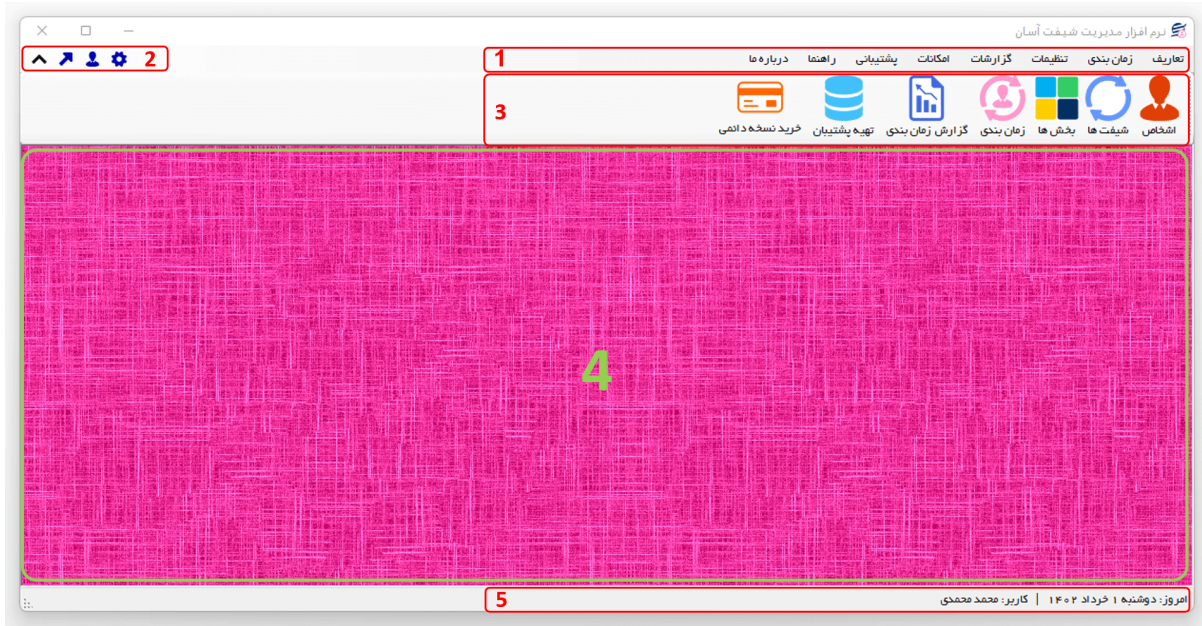 نرم افزار مدیریت شیفت آسان
تعاریف زمان بندی تنظیمات گزارشات امکانات پشتیبانی راهنما درباره ما 1
2
3
اشخاص شیفت ها بخش ها زمان بندی گزارش زمان بندی تهیه پشتیبان خرید نسخه دائمی
4
امروز: دوشنبه ۱ خرداد ۱۴۰۲ | کاربر: محمد محمدی 5